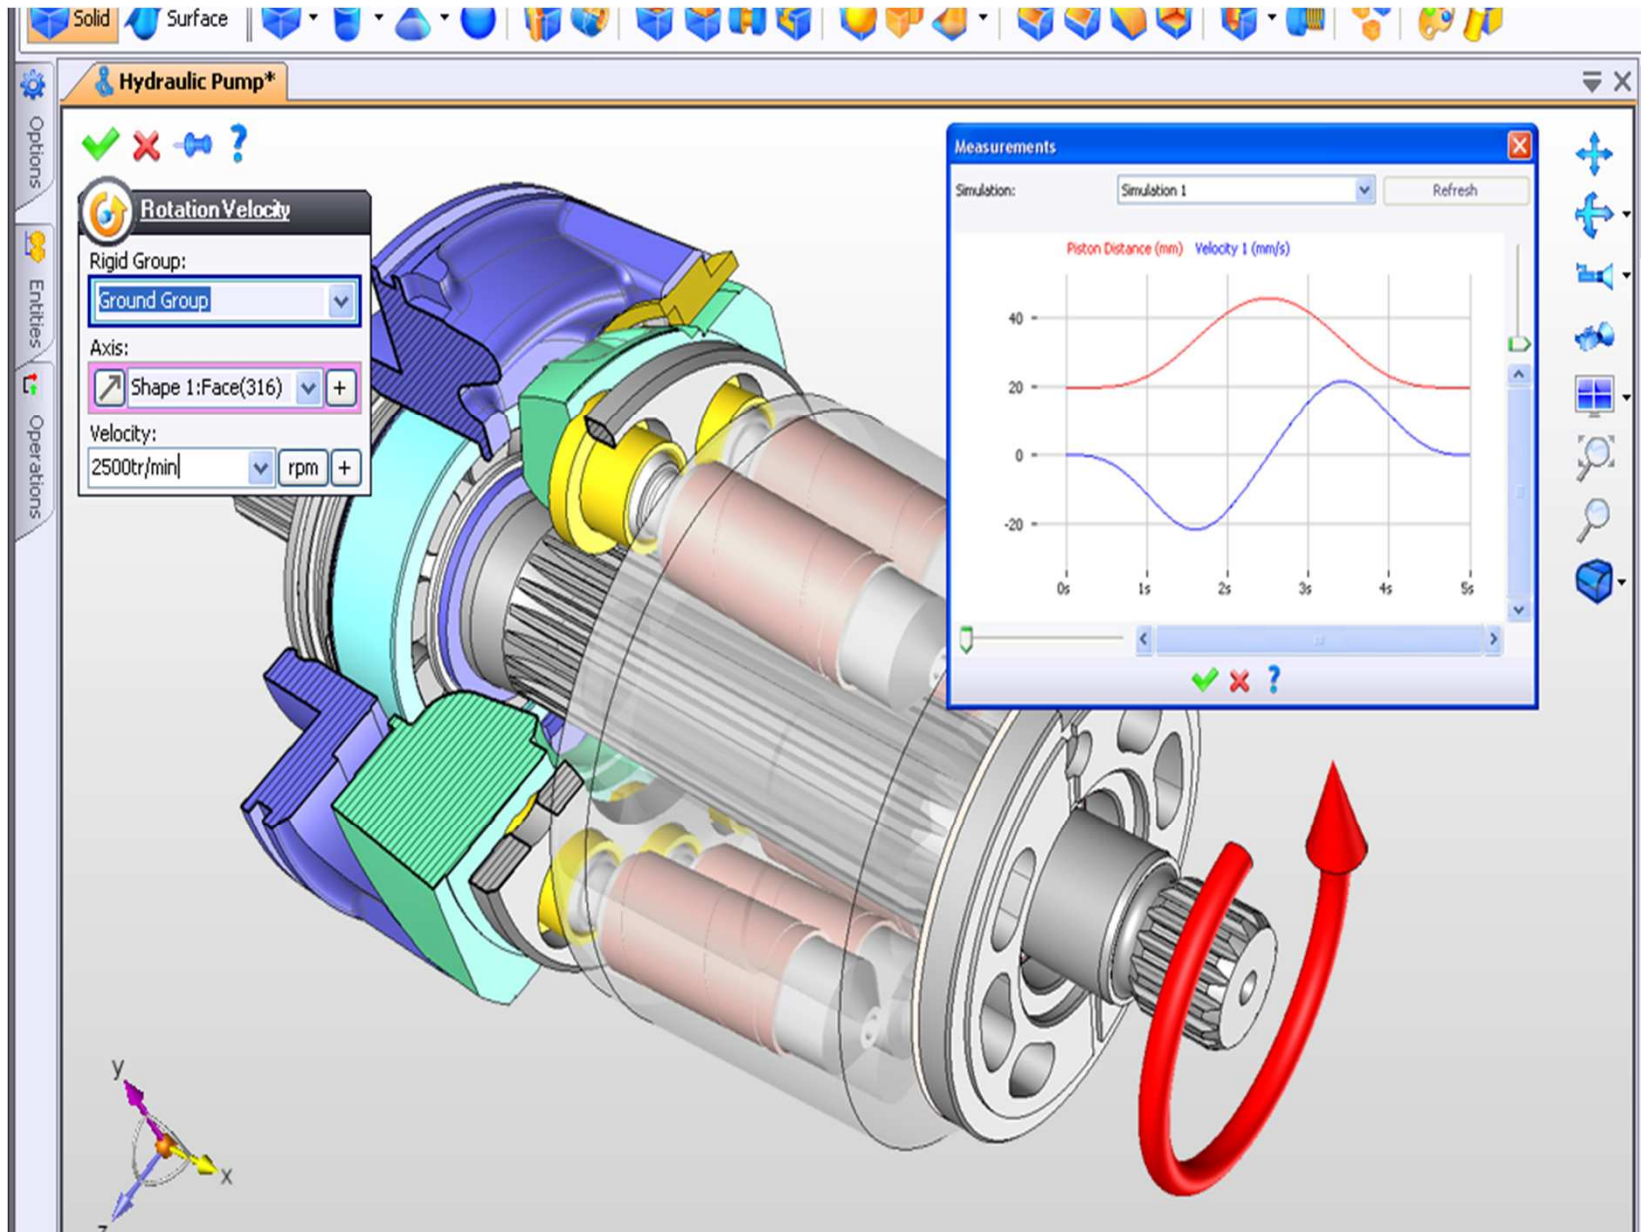 Solid
Surface
Hydraulic Pump*
Options
Entities
Operations
Rotation Velocity
Rigid Group:
Ground Group
Axis:
Shape 1:Face(316)
+
Velocity:
2500tr/min
rpm
+
Measurements
Simulation:
Simulation 1
Refresh
Piston Distance (mm) Velocity 1 (mm/s)
40
20
0
-20
0s 1s 2s 3s 4s 5s
?
?
y
x
z